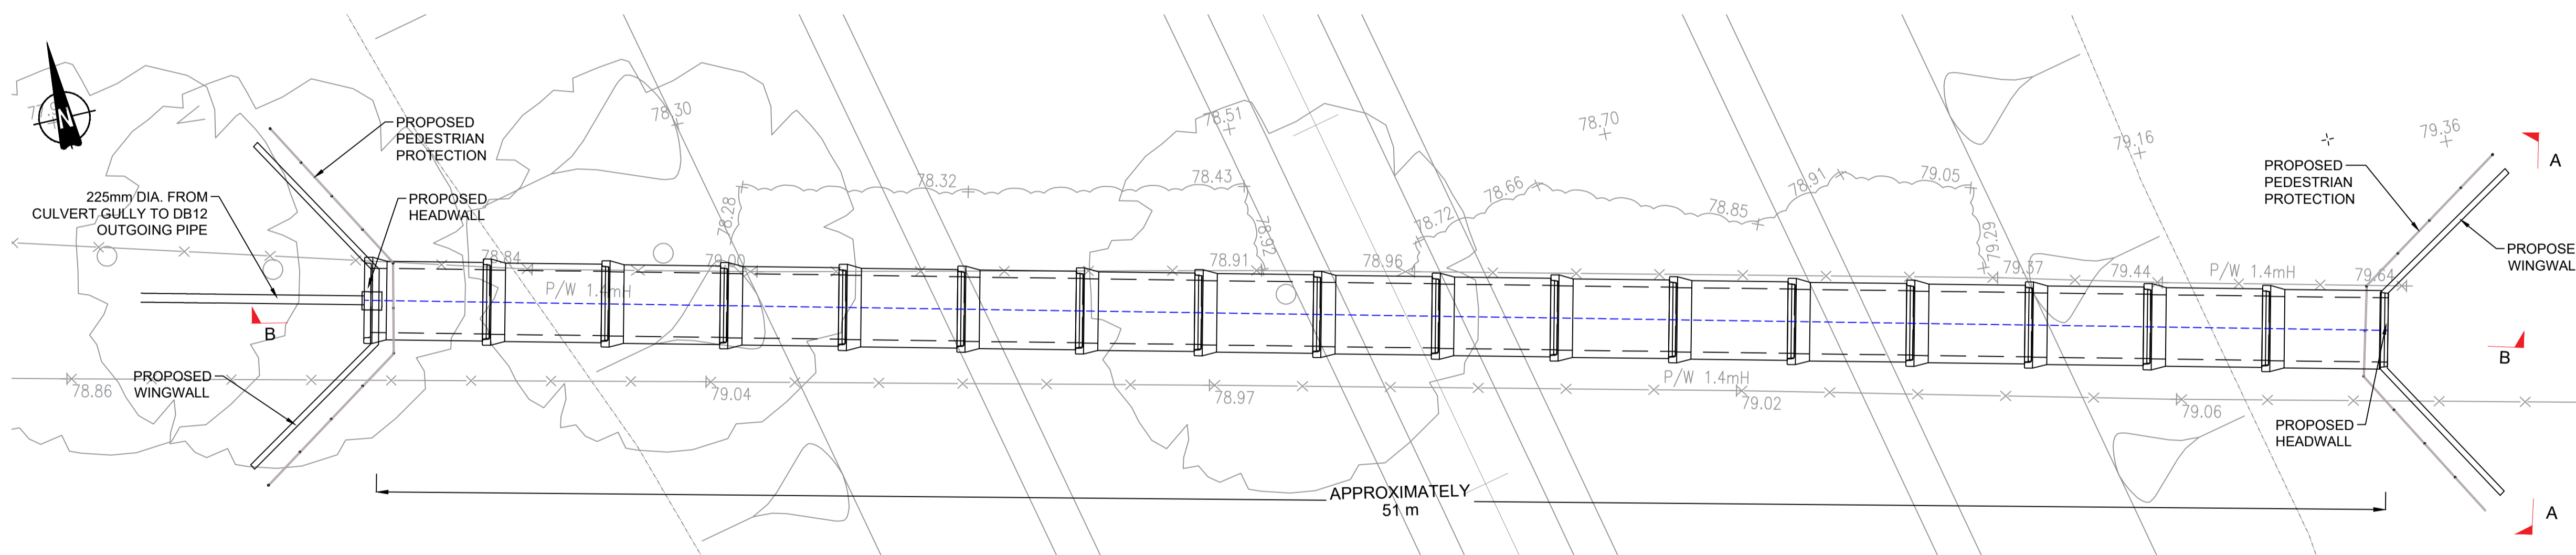 N
PROPOSED
PEDESTRIAN
PROTECTION
225mm DIA. FROM
CULVERT GULLY TO DB12
OUTGOING PIPE
PROPOSED
HEADWALL
B
PROPOSED
WINGWALL
78.30
78.51
78.70
79.16
79.36
78.32
78.43
78.28
78.92
78.72
78.66
78.85
78.91
79.05
79.29
78.84
79.00
78.91
78.96
79.37
79.44
P/W 1.4mH
79.64
P/W 1.4mH
78.86
79.04
78.97
P/W 1.4mH
79.02
79.06
PROPOSED
PEDESTRIAN
PROTECTION
A
PROPOSE
WINGWAL
B
PROPOSED
HEADWALL
A
APPROXIMATELY
51 m